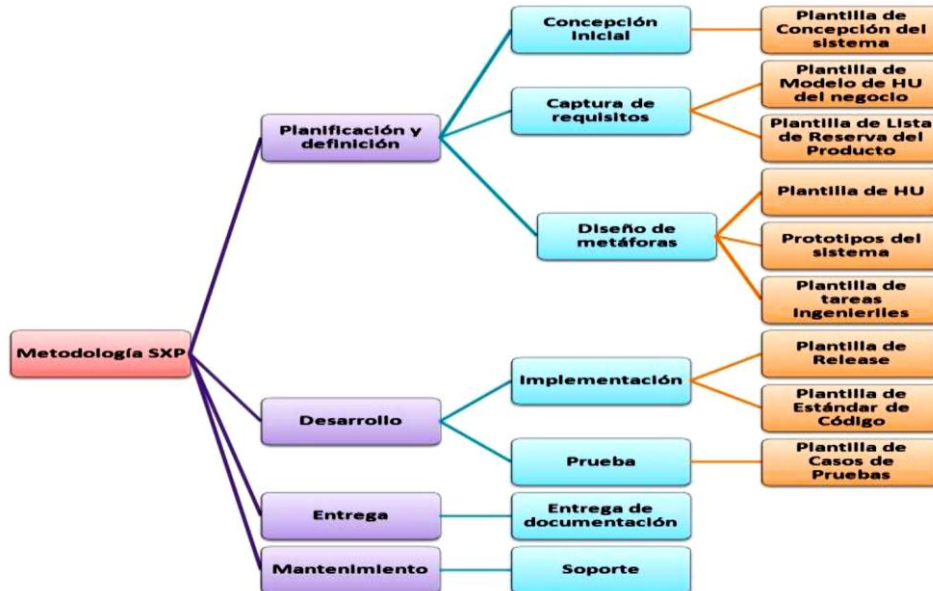 Metodología SXP
Planificación y
definición
Concepción
Inicial
Plantilla de
Concepción del
sistema
Captura de
requisitos
Plantilla de
Modelo de HU
del negocio
Plantilla de Lista
de Reserva del
Producto
Diseño de
metáforas
Plantilla de HU
Prototipos del
sistema
Plantilla de
tareas
Ingenieriles
Desarrollo
Implementación
Plantilla de
Release
Plantilla de
Estándar de
Código
Prueba
Plantilla de
Casos de
Pruebas
Entrega
Entrega de
documentación
Mantenimiento
Soporte